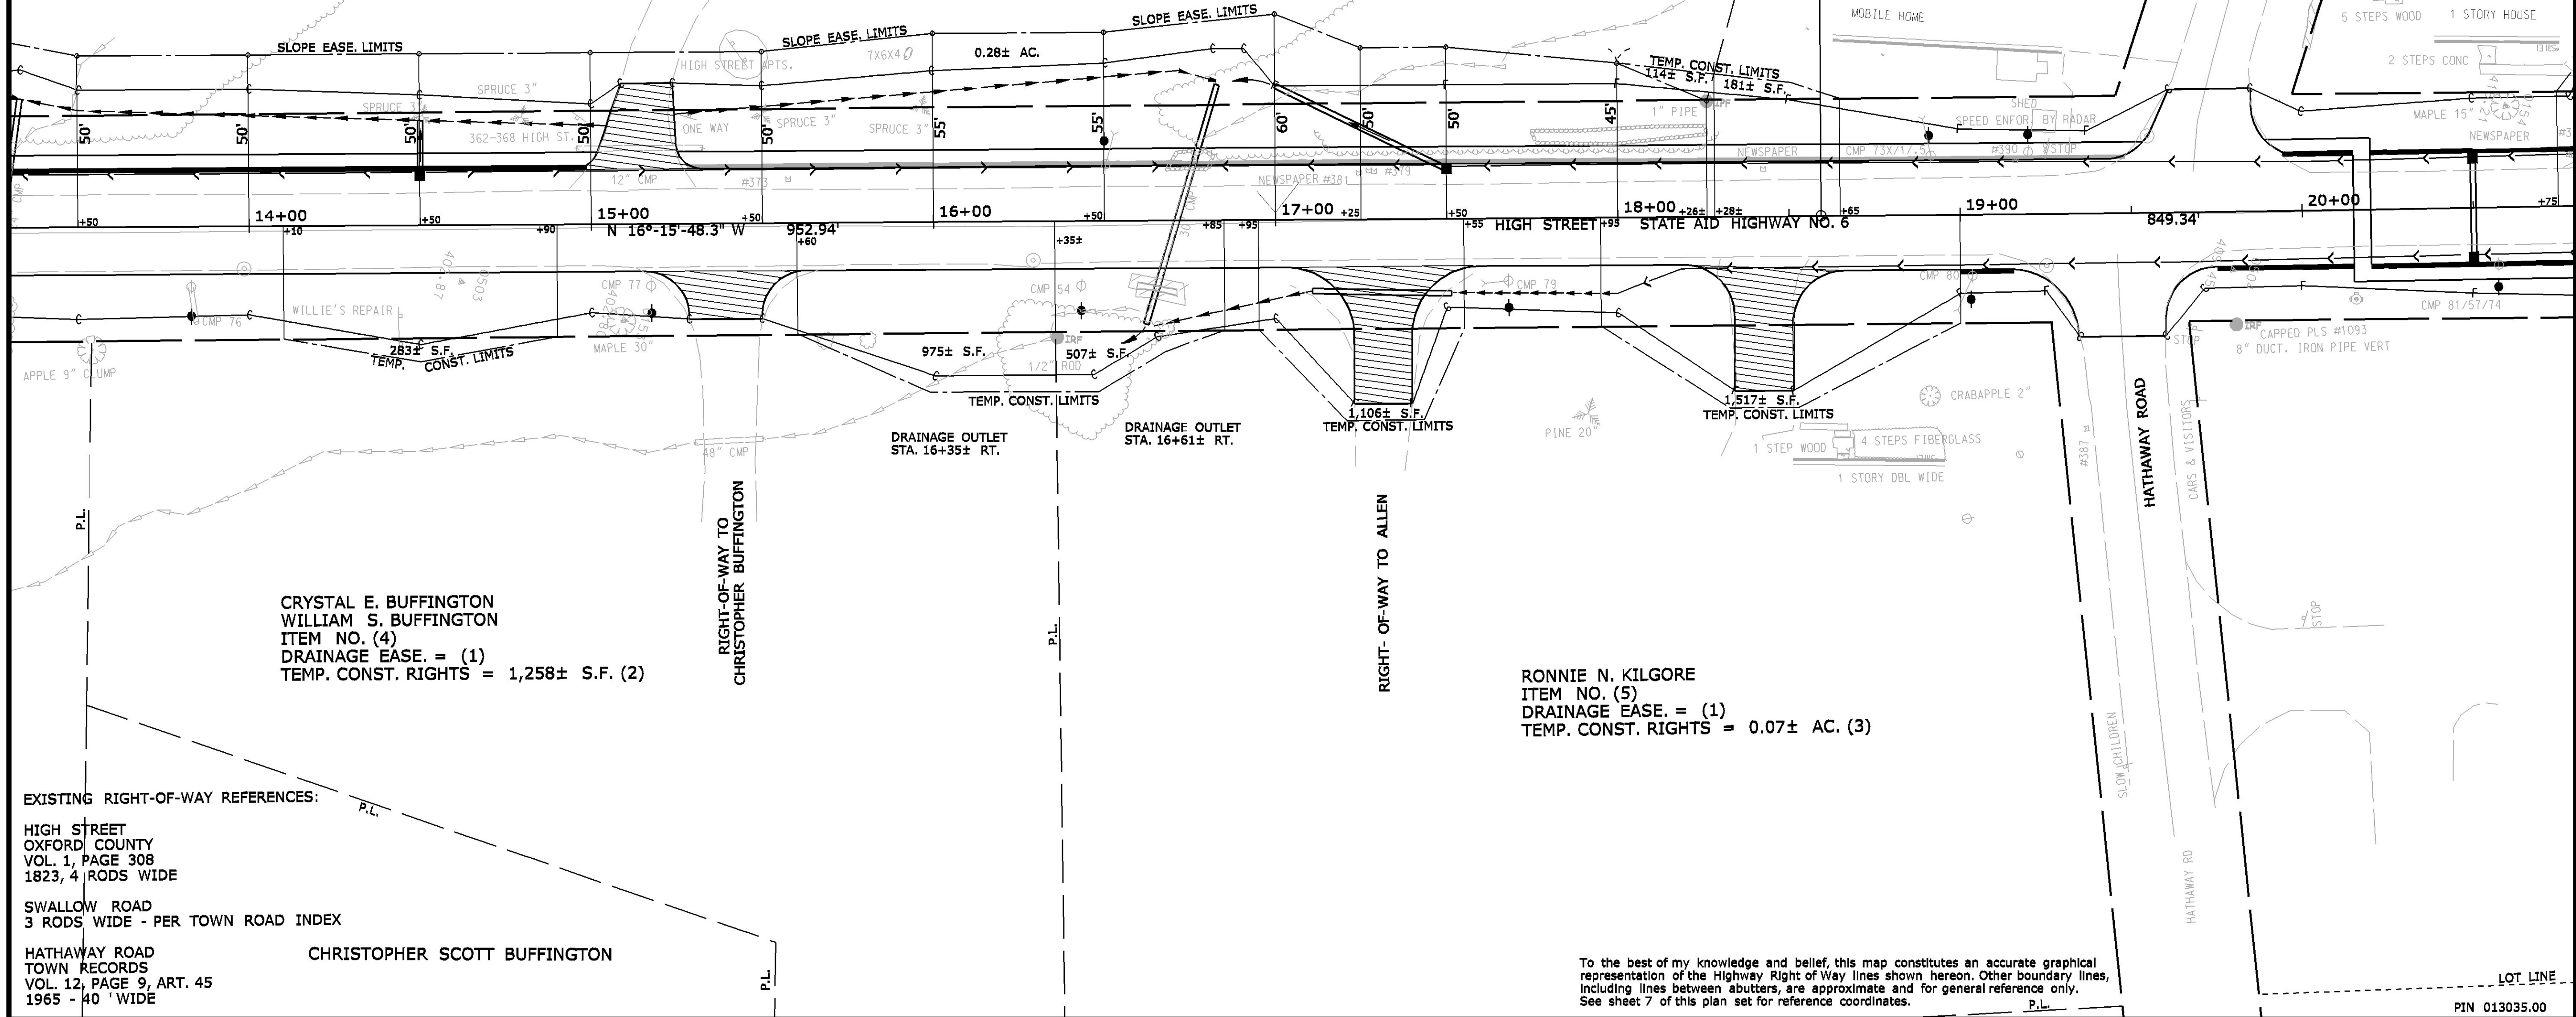 MOBILE HOME
5 STEPS WOOD
1 STORY HOUSE
SLOPE EASE. LIMITS
SLOPE EASE. LIMITS
SLOPE EASE. LIMITS
2 STEPS CONC
HIGH STREET APTS.
7X6X4
0.28± AC.
TEMP. CONST. LIMITS
114± S.F.
181± S.F.
SPRUCE 3"
SPRUCE 3"
SPRUCE 3"
SPRUCE 3"
362-368 HIGH ST.
ONE WAY
1" PIPE
IRF
SHED
SPEED ENFOR. BY RADAR
MAPLE 15"
NEWSPAPER
50'
50'
50'
50'
50'
55'
55'
60'
50'
50'
45'
12" CMP
#373
NEWSPAPER #381
#379
NEWSPAPER
CMP 73X/1/.5
#390
STOP
+50
14+00
+50
15+00
+50
16+00
+50
17+00
+25
+50
18+00
+26±
+28±
+65
19+00
849.34'
20+00
+75
+10
+90
N 16°-15'-48.3" W
952.94'
+60
+35±
+85
+95
+55
HIGH STREET
+95
STATE AID HIGHWAY NO. 6
402.87
0503
WILLIE'S REPAIR
CMP 76
CMP 77
MAPLE 30"
CMP 54
CMP 79
CMP 80
CMP 81/57/74
IRF
CAPPED PLS #1093
8" DUCT. IRON PIPE VERT
STOP
APPLE 9" CLUMP
283± S.F.
TEMP. CONST. LIMITS
975± S.F.
507± S.F.
IRF
1/2" ROD
TEMP. CONST. LIMITS
1,106± S.F.
TEMP. CONST. LIMITS
1,517± S.F.
TEMP. CONST. LIMITS
CRABAPPLE 2"
PINE 20"
DRAINAGE OUTLET
STA. 16+35± RT.
DRAINAGE OUTLET
STA. 16+61± RT.
48" CMP
1 STEP WOOD
4 STEPS FIBERGLASS
1 STORY DBL WIDE
#387
HATHAWAY ROAD
CARS & VISITORS
P.L.
RIGHT-OF-WAY TO
CHRISTOPHER BUFFINGTON
P.L.
RIGHT- OF-WAY TO ALLEN
STOP
CRYSTAL E. BUFFINGTON
WILLIAM S. BUFFINGTON
ITEM NO. (4)
DRAINAGE EASE. = (1)
TEMP. CONST. RIGHTS = 1,258± S.F. (2)
RONNIE N. KILGORE
ITEM NO. (5)
DRAINAGE EASE. = (1)
TEMP. CONST. RIGHTS = 0.07± AC. (3)
SLOW CHILDREN
HATHAWAY RD
EXISTING RIGHT-OF-WAY REFERENCES:
P.L.
HIGH STREET
OXFORD COUNTY
VOL. 1, PAGE 308
1823, 4 RODS WIDE
SWALLOW ROAD
3 RODS WIDE - PER TOWN ROAD INDEX
HATHAWAY ROAD
TOWN RECORDS
VOL. 12, PAGE 9, ART. 45
1965 - 40 ' WIDE
CHRISTOPHER SCOTT BUFFINGTON
P.L.
To the best of my knowledge and belief, this map constitutes an accurate graphical
representation of the Highway Right of Way lines shown hereon. Other boundary lines,
including lines between abutters, are approximate and for general reference only.
See sheet 7 of this plan set for reference coordinates.
P.L.
LOT LINE
PIN 013035.00